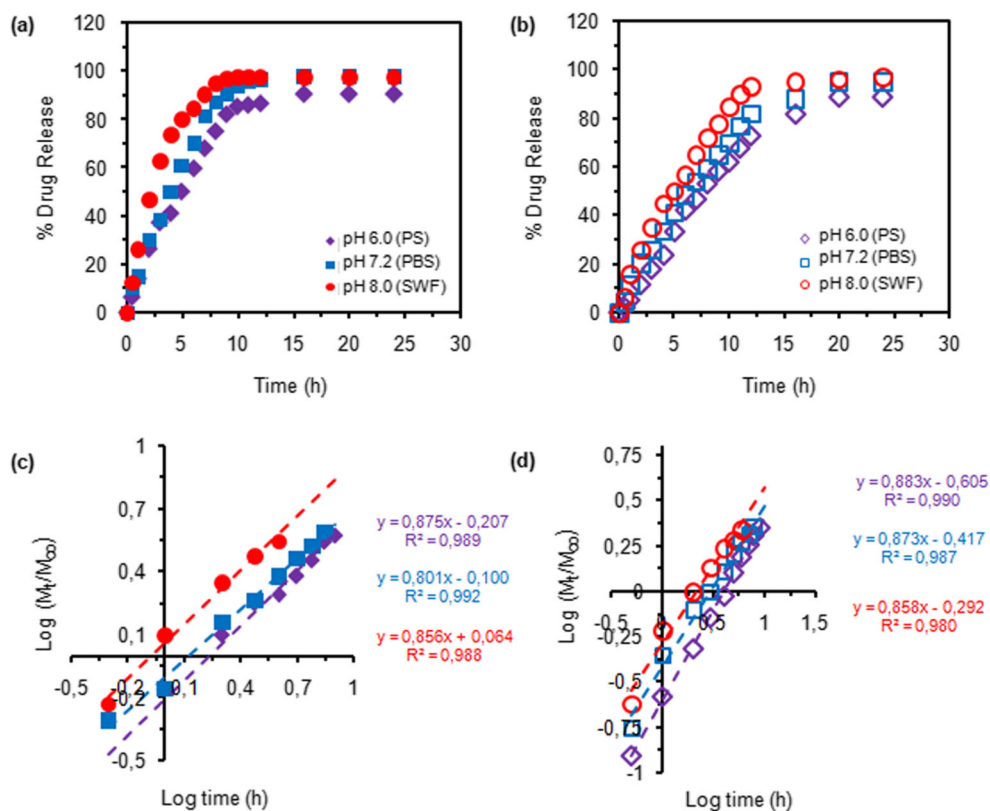 (a)
120
100
80
60
40
20
0
% Drug Release
0 5 10 15 20 25 30
Time (h)
pH 6.0 (PS)
pH 7.2 (PBS)
pH 8.0 (SWF)
(b)
120
100
80
60
40
20
0
% Drug Release
0 5 10 15 20 25 30
Time (h)
pH 6.0 (PS)
pH 7.2 (PBS)
pH 8.0 (SWF)
(c)
1
0,7
0,4
0,1
-0,2
-0,5
Log (Mt/M∞)
-0,5 -0,2 0,1 0,4 0,7 1
Log time (h)
y = 0,875x - 0,207
R² = 0,989
y = 0,801x - 0,100
R² = 0,992
y = 0,856x + 0,064
R² = 0,988
(d)
0,75
0,5
0,25
0
-0,25
-0,5
-0,75
-1
Log (Mt/M∞)
-0,5 0 0,5 1 1,5
Log time (h)
y = 0,883x - 0,605
R² = 0,990
y = 0,873x - 0,417
R² = 0,987
y = 0,858x - 0,292
R² = 0,980